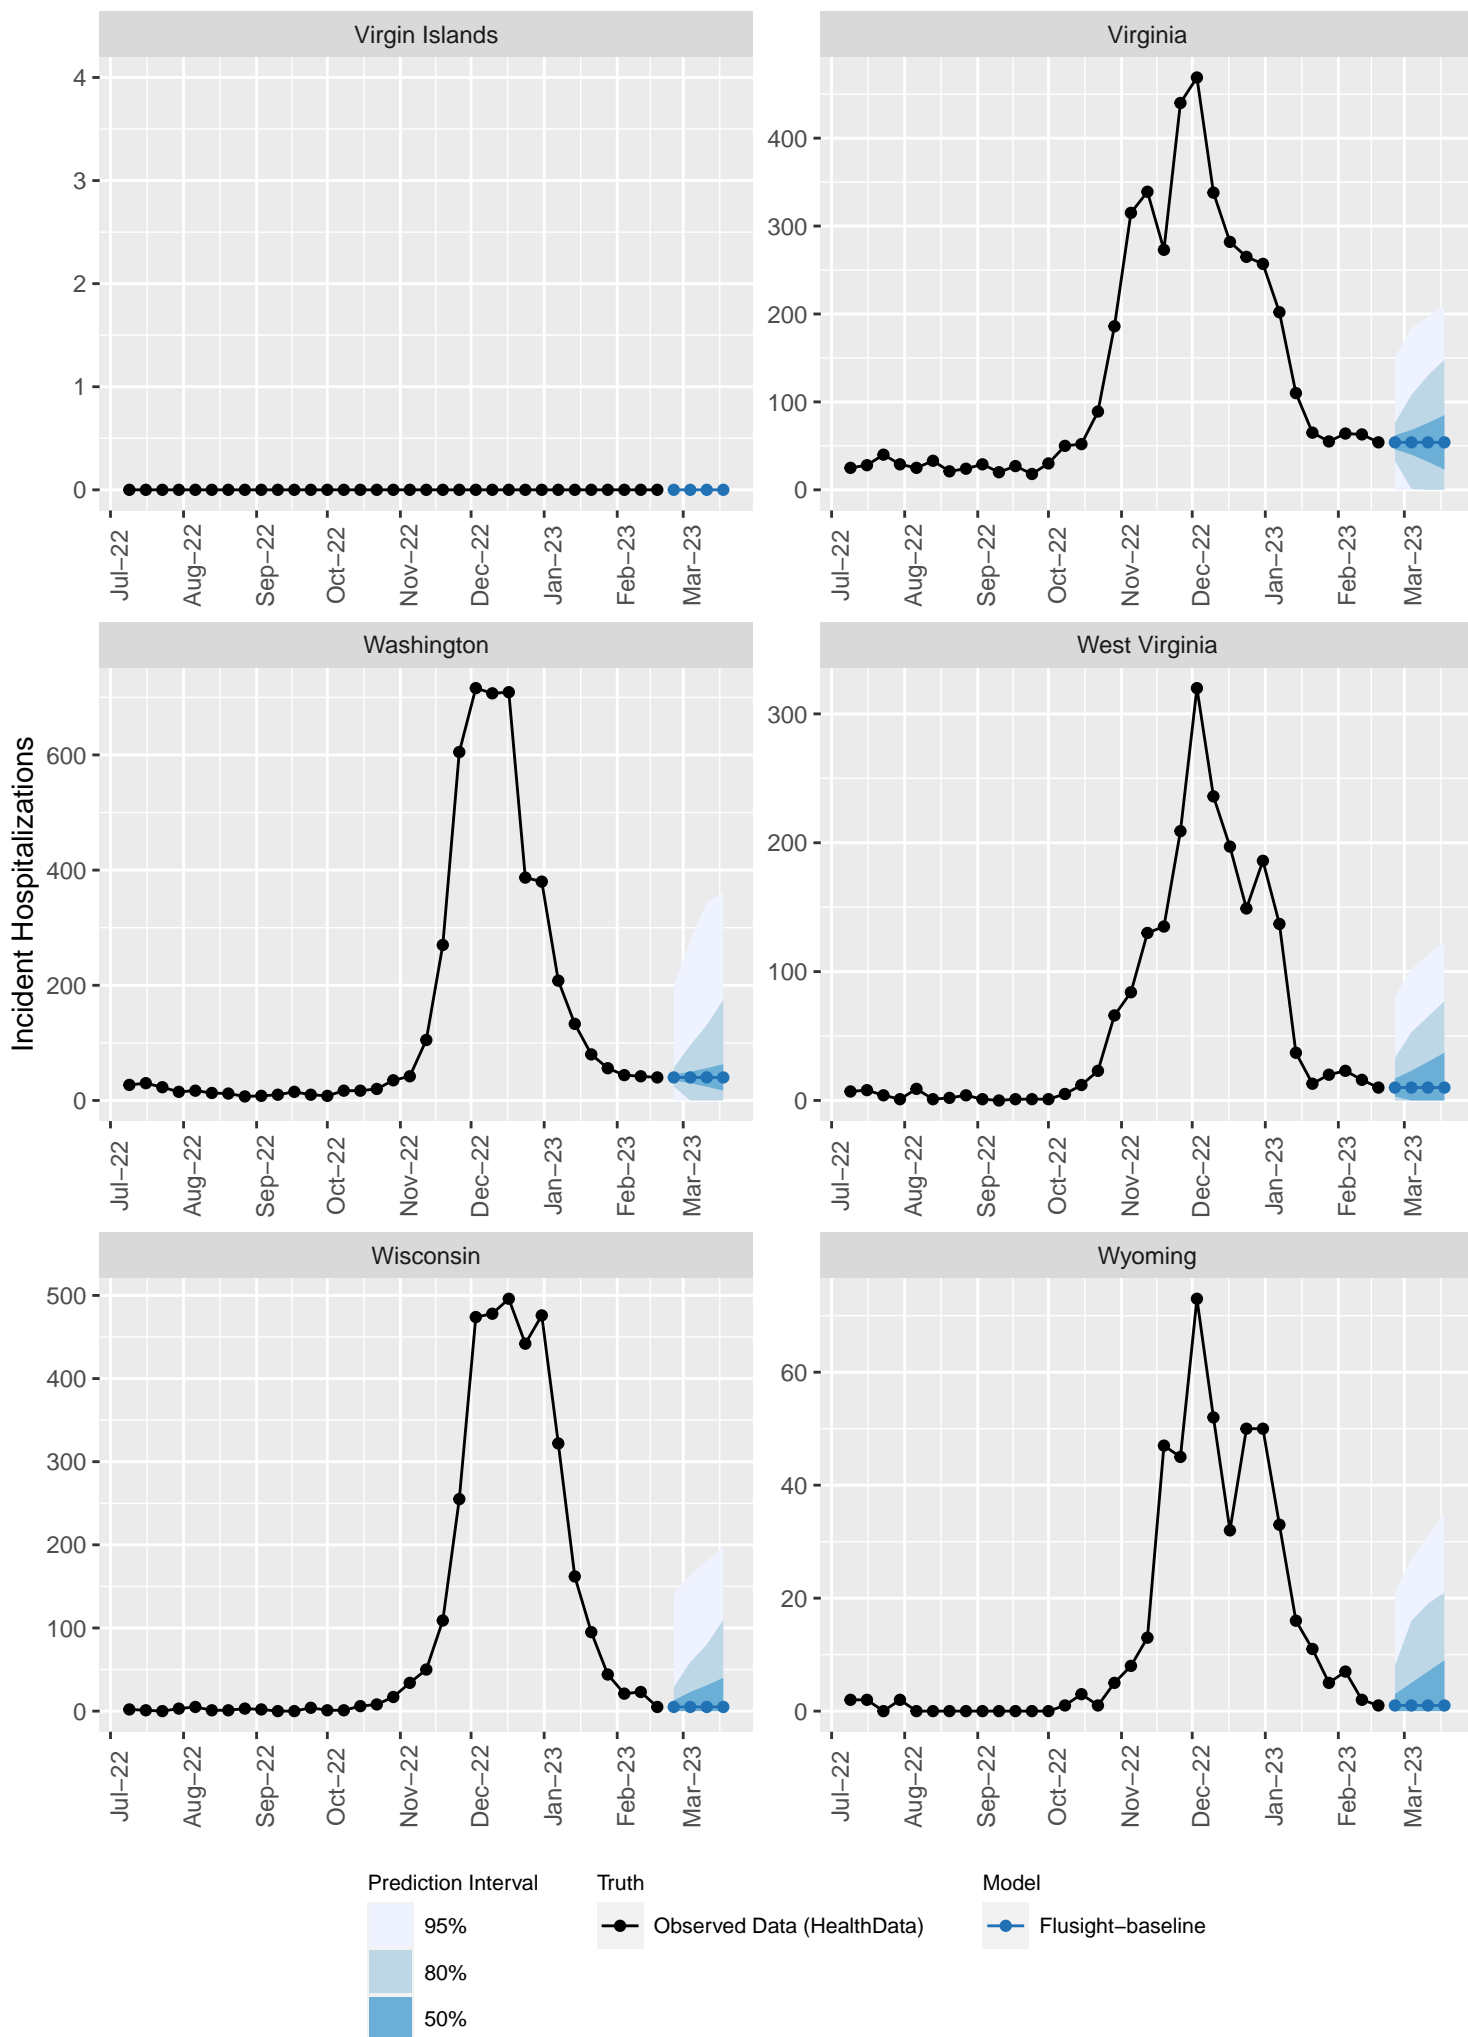 Virgin Islands
Virginia
4
3
2
1
0
400
300
200
100
0
Jul–22
Aug–22
Sep–22
Oct–22
Nov–22
Dec–22
Jan–23
Feb–23
Mar–23
Jul–22
Aug–22
Sep–22
Oct–22
Nov–22
Dec–22
Jan–23
Feb–23
Mar–23
Incident Hospitalizations
Washington
West Virginia
600
400
200
0
300
200
100
0
Jul–22
Aug–22
Sep–22
Oct–22
Nov–22
Dec–22
Jan–23
Feb–23
Mar–23
Jul–22
Aug–22
Sep–22
Oct–22
Nov–22
Dec–22
Jan–23
Feb–23
Mar–23
Wisconsin
Wyoming
500
400
300
200
100
0
60
40
20
0
Jul–22
Aug–22
Sep–22
Oct–22
Nov–22
Dec–22
Jan–23
Feb–23
Mar–23
Jul–22
Aug–22
Sep–22
Oct–22
Nov–22
Dec–22
Jan–23
Feb–23
Mar–23
Prediction Interval
95%
80%
50%
Truth
Observed Data (HealthData)
Model
Flusight–baseline